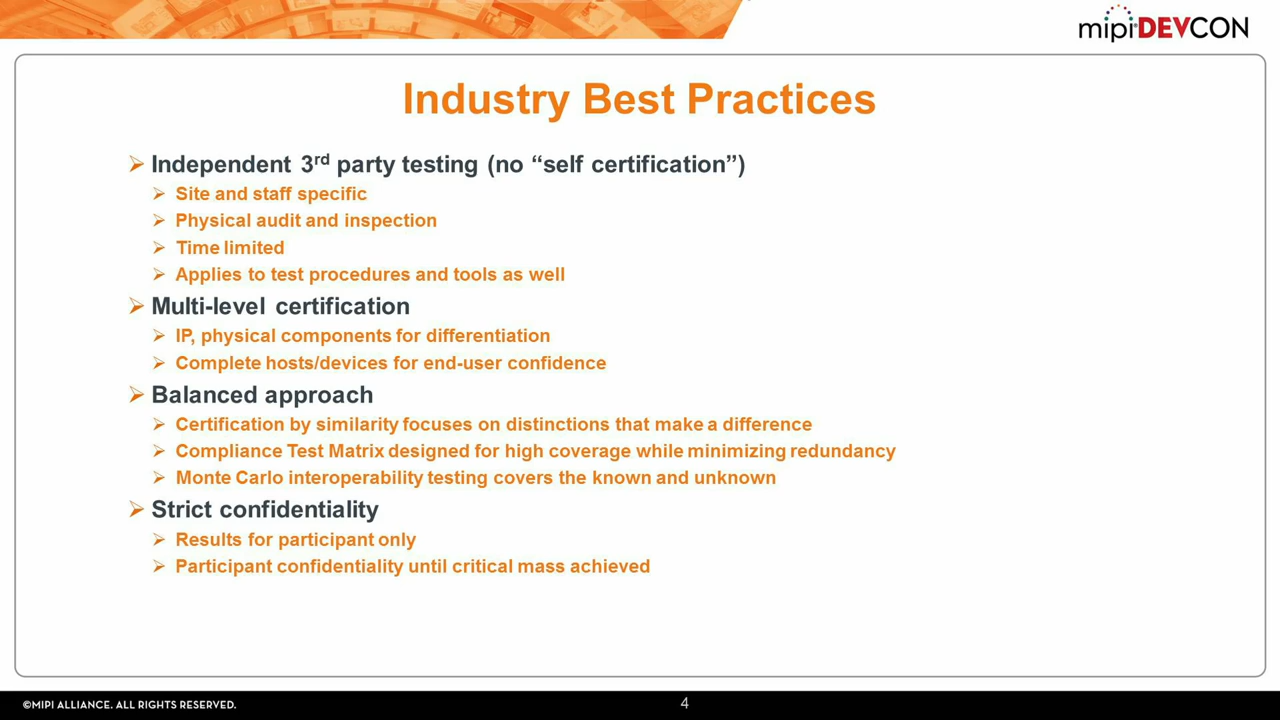 mipi DEVCON
Industry Best Practices
Independent 3rd party testing (no “self certification”)
Site and staff specific
Physical audit and inspection
Time limited
Applies to test procedures and tools as well
Multi-level certification
IP, physical components for differentiation
Complete hosts/devices for end-user confidence
Balanced approach
Certification by similarity focuses on distinctions that make a difference
Compliance Test Matrix designed for high coverage while minimizing redundancy
Monte Carlo interoperability testing covers the known and unknown
Strict confidentiality
Results for participant only
Participant confidentiality until critical mass achieved
©MIPI ALLIANCE. ALL RIGHTS RESERVED.
4